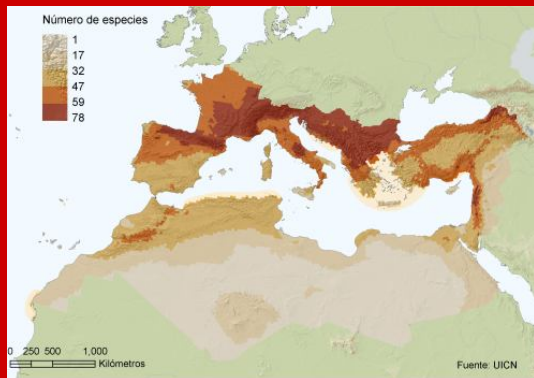 Número de especies
1
17
32
47
59
78
0 250 500 1,000
Kilómetros
Fuente: UICN